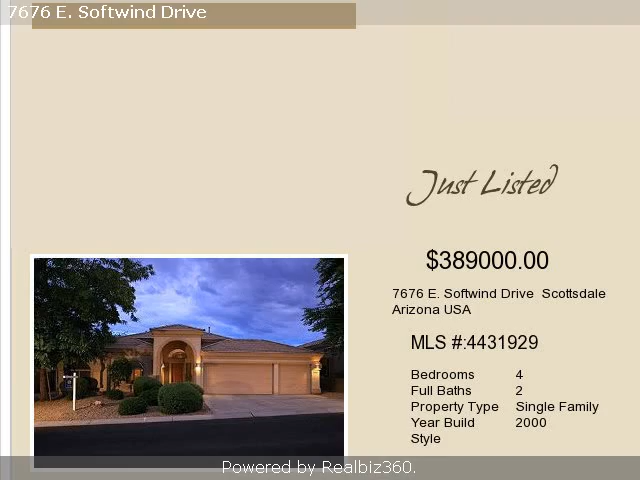 7676 E. Softwind Drive
Just Listed
$389000.00
7676 E. Softwind Drive Scottsdale
Arizona USA
MLS #:4431929
Bedrooms 4
Full Baths 2
Property Type Single Family
Year Build 2000
Style
Powered by Realbiz360.